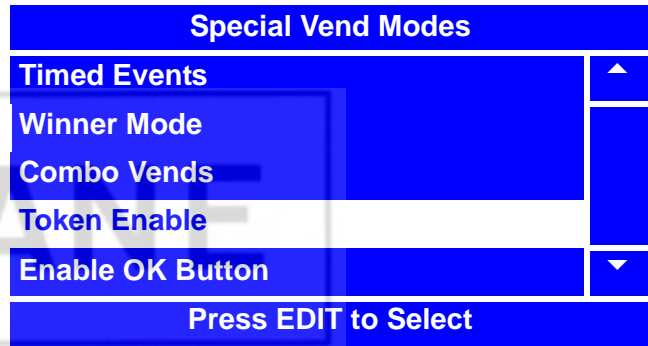 Special Vend Modes
Timed Events
Winner Mode
Combo Vends
Token Enable
Enable OK Button
Press EDIT to Select